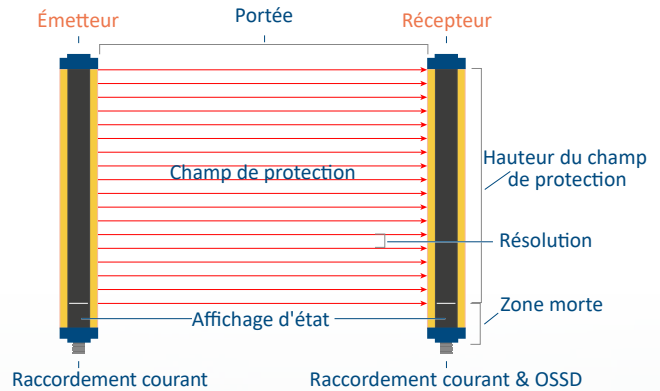 Émetteur
Portée
Récepteur
Champ de protection
Hauteur du champ
de protection
Résolution
Zone morte
Affichage d'état
Raccordement courant
Raccordement courant & OSSD